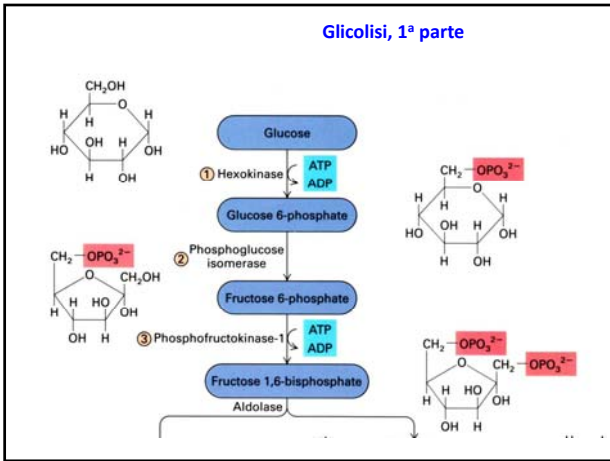 Glicolisi, 1ª parte
CH₂OH
H
O
H
H
H
HO
OH
H
OH
H
OH
Glucose
① Hexokinase
ATP
ADP
Glucose 6-phosphate
CH₂—OPO₃²⁻
H
O
H
H
OH
H
HO
OH
H
OH
② Phosphoglucose
isomerase
CH₂—OPO₃²⁻
O
CH₂OH
H
H
HO
OH
OH
H
Fructose 6-phosphate
③ Phosphofructokinase-1
ATP
ADP
Fructose 1,6-bisphosphate
CH₂—OPO₃²⁻
O
CH₂—OPO₃²⁻
H
H
HO
OH
OH
H
Aldolase